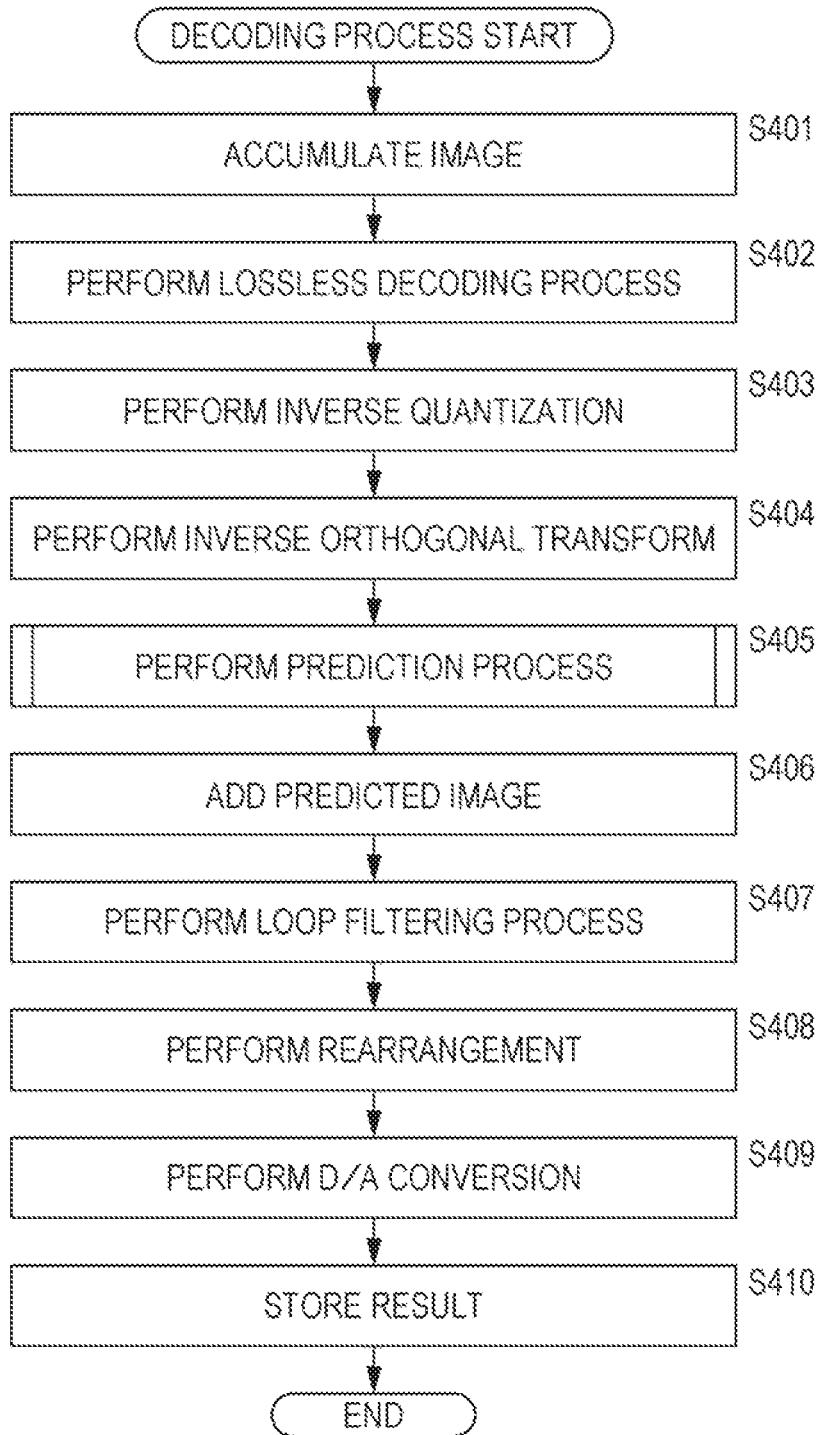 DECODING PROCESS START
ACCUMULATE IMAGE
S401
PERFORM LOSSLESS DECODING PROCESS
S402
PERFORM INVERSE QUANTIZATION
S403
PERFORM INVERSE ORTHOGONAL TRANSFORM
S404
PERFORM PREDICTION PROCESS
S405
ADD PREDICTED IMAGE
S406
PERFORM LOOP FILTERING PROCESS
S407
PERFORM REARRANGEMENT
S408
PERFORM D/A CONVERSION
S409
STORE RESULT
S410
END